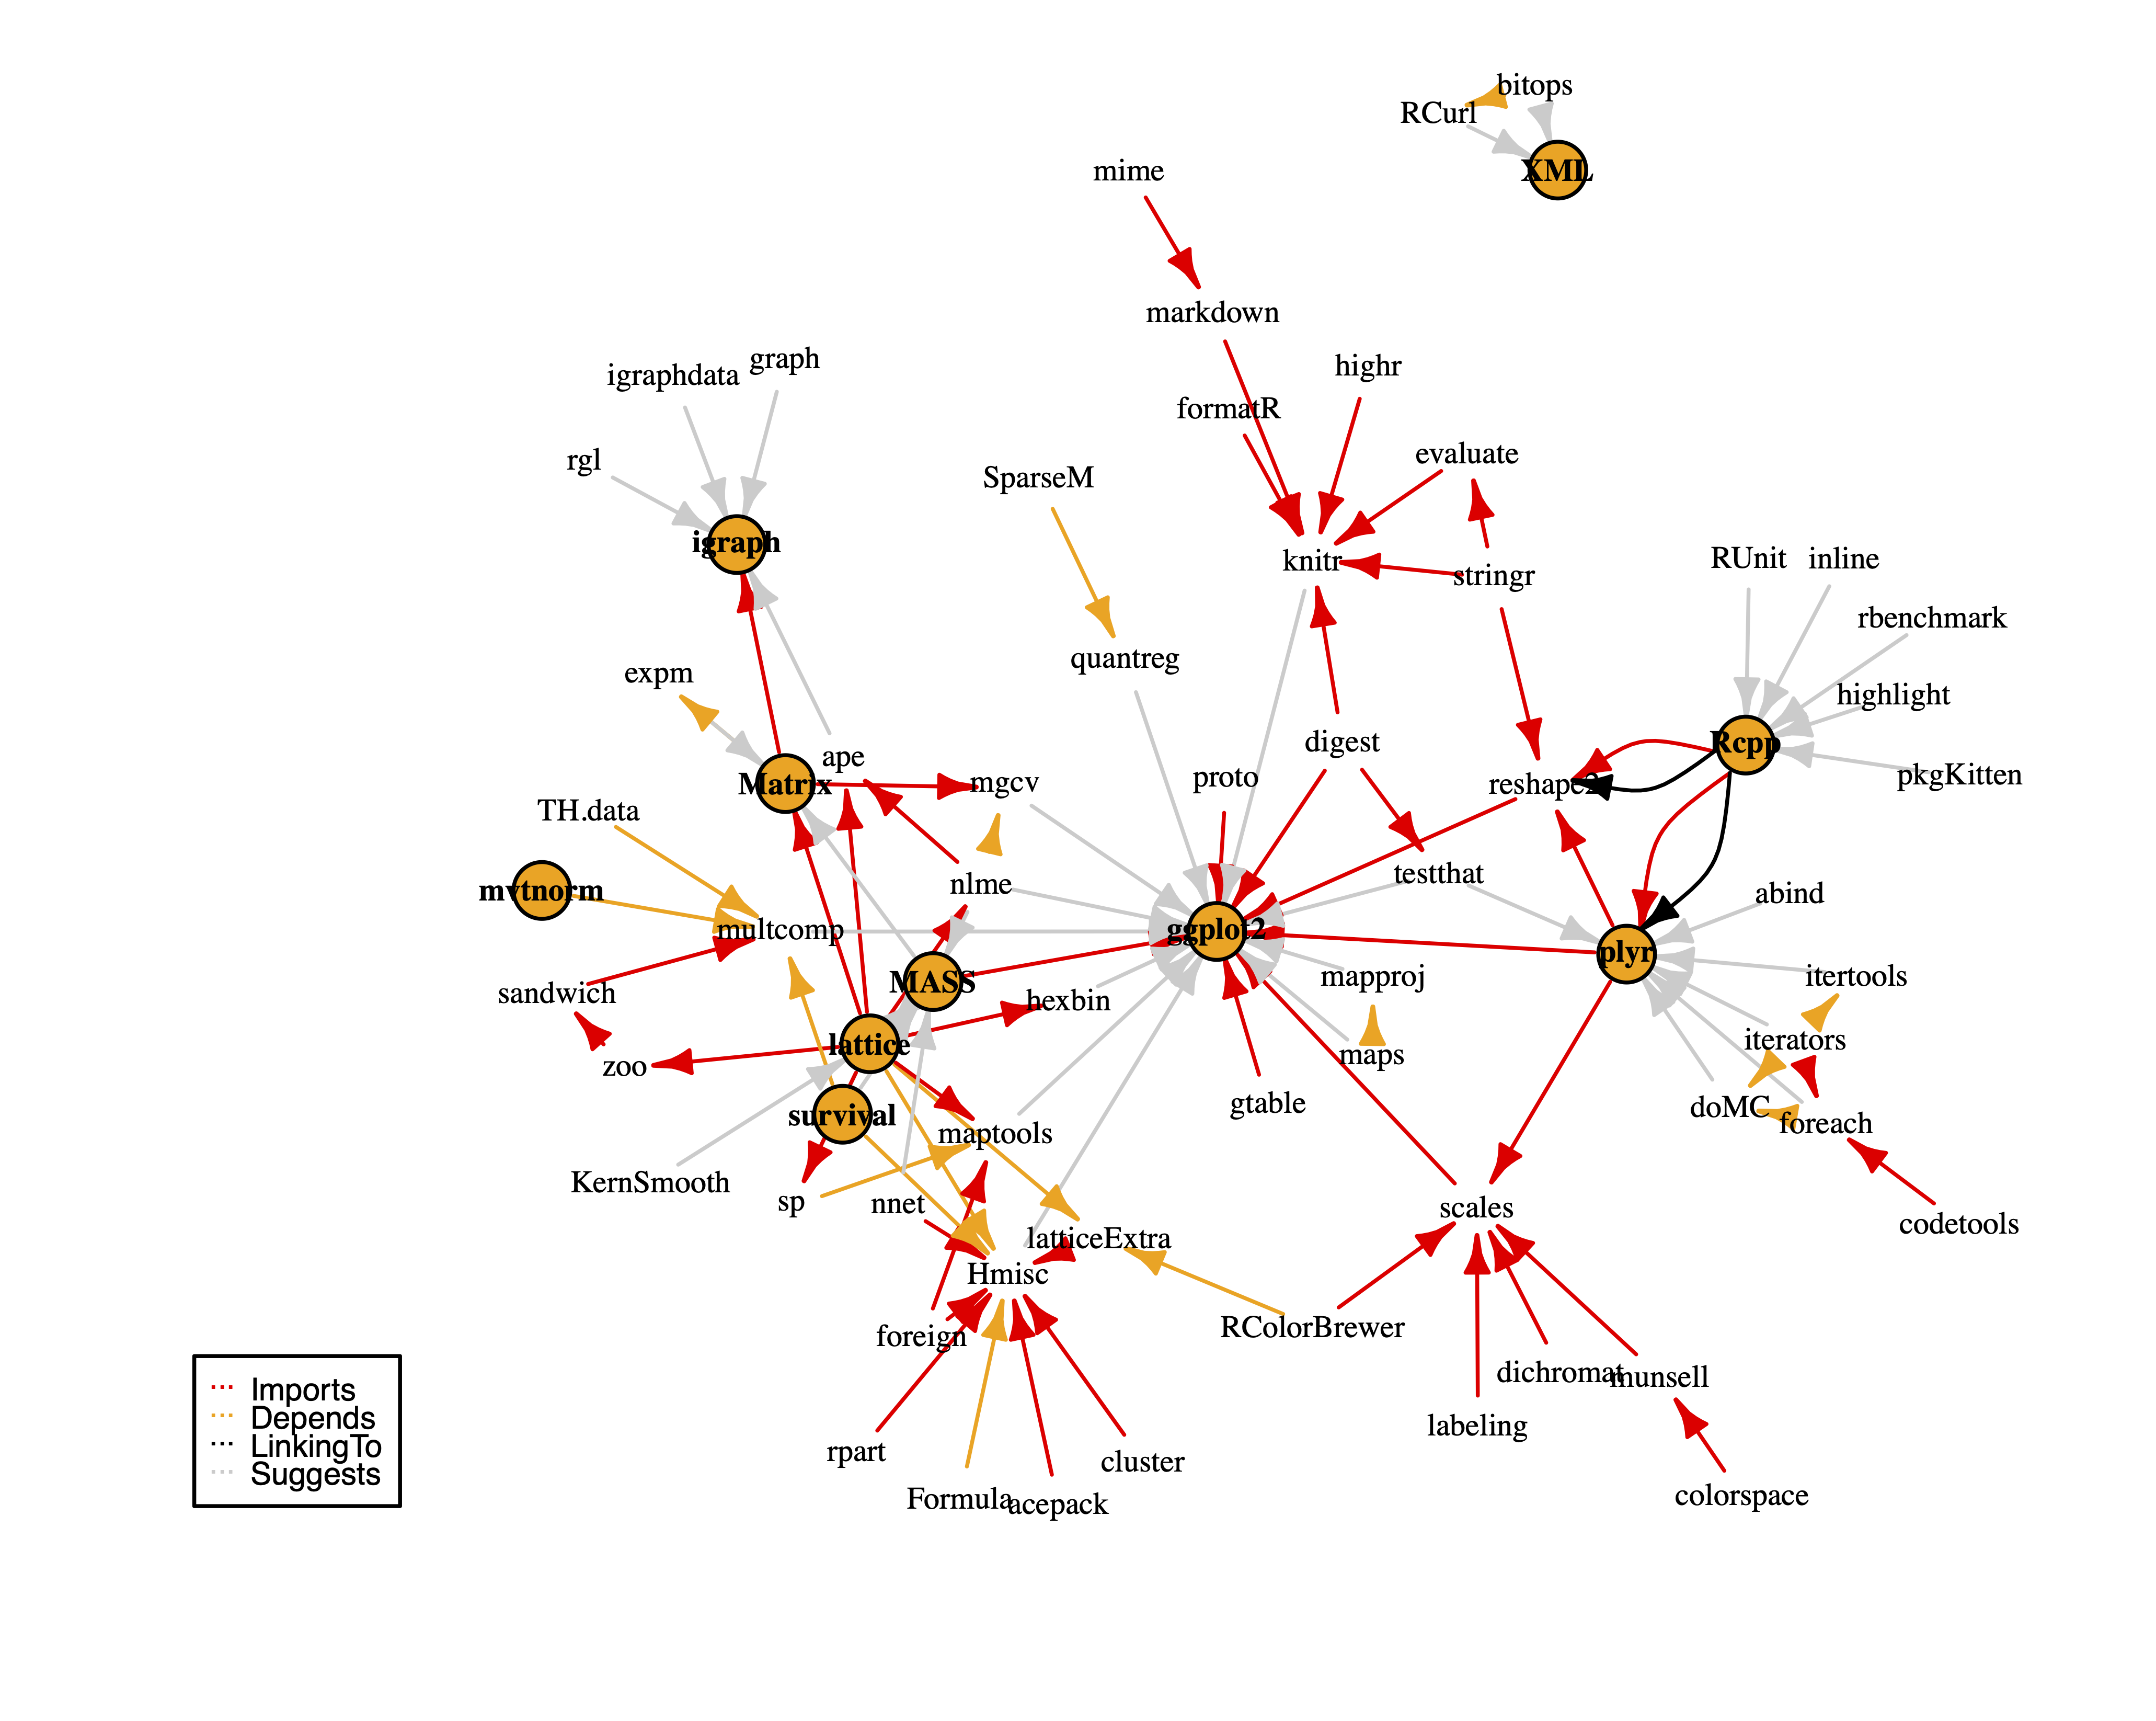 bitops
RCurl
XML
mime
markdown
igraphdata
graph
highr
formatR
rgl
evaluate
SparseM
igraph
knitr
stringr
RUnit
inline
rbenchmark
quantreg
expm
highlight
digest
Rcpp
ape
Matrix
mgcv
proto
reshape2
pkgKitten
TH.data
nlme
testthat
mvtnorm
abind
multcomp
ggplot2
plyr
MASS
mapproj
itertools
sandwich
hexbin
lattice
iterators
zoo
maps
survival
gtable
doMC
foreach
maptools
KernSmooth
sp
nnet
scales
codetools
latticeExtra
Hmisc
foreign
RColorBrewer
dichromat
munsell
labeling
rpart
cluster
Formula
acepack
colorspace
Imports
Depends
LinkingTo
Suggests